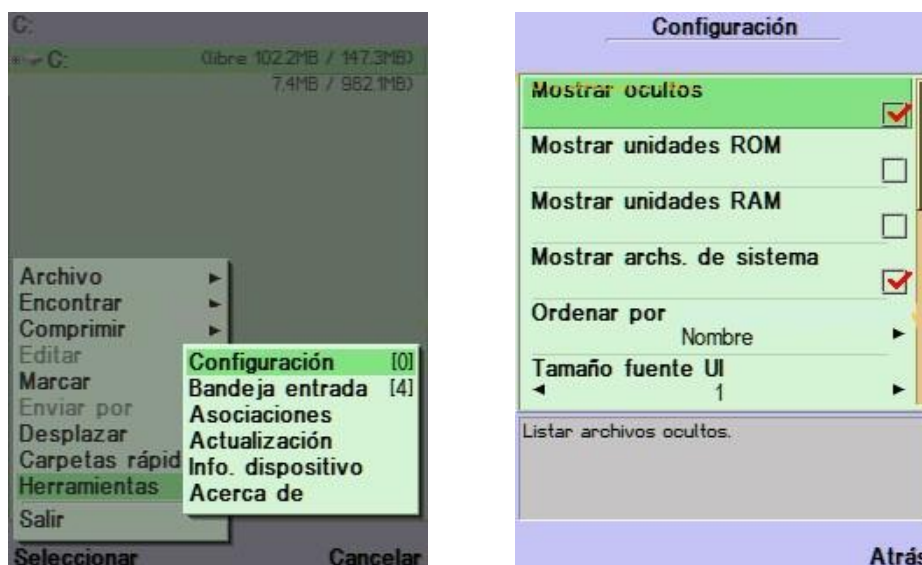 C:
C: (libre 102.2MB / 147.3MB)
7.4MB / 982.1MB)
Archivo
Encontrar
Comprimir
Editar
Marcar
Enviar por
Desplazar
Carpetas rápid
Herramientas
Salir
Configuración [0]
Bandeja entrada [4]
Asociaciones
Actualización
Info. dispositivo
Acerca de
Seleccionar Cancelar
Configuración
Mostrar ocultos
Mostrar unidades ROM
Mostrar unidades RAM
Mostrar archs. de sistema
Ordenar por
Nombre
Tamaño fuente UI
1
Listar archivos ocultos.
Atrás